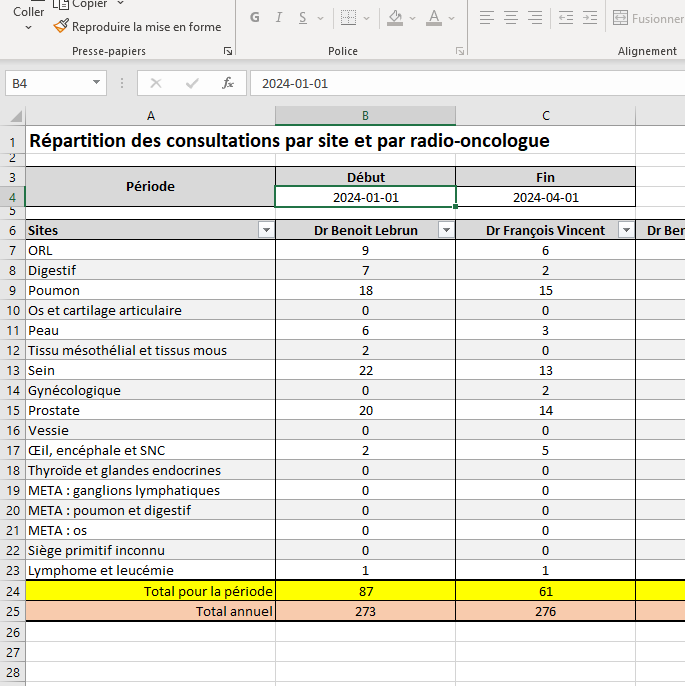 Coller
Copier
Reproduire la mise en forme
Presse-papiers
G I S
A
Police
Fusionner
Alignement
B4
fx
2024-01-01
A B C
1 Répartition des consultations par site et par radio-oncologue
2
3 Période Début Fin
4 2024-01-01 2024-04-01
5
6 Sites Dr Benoit Lebrun Dr François Vincent Dr Ber
7 ORL 9 6
8 Digestif 7 2
9 Poumon 18 15
10 Os et cartilage articulaire 0 0
11 Peau 6 3
12 Tissu mésothélial et tissus mous 2 0
13 Sein 22 13
14 Gynécologique 0 2
15 Prostate 20 14
16 Vessie 0 0
17 Œil, encéphale et SNC 2 5
18 Thyroïde et glandes endocrines 0 0
19 META : ganglions lymphatiques 0 0
20 META : poumon et digestif 0 0
21 META : os 0 0
22 Siège primitif inconnu 0 0
23 Lymphome et leucémie 1 1
24 Total pour la période 87 61
25 Total annuel 273 276
26
27
28